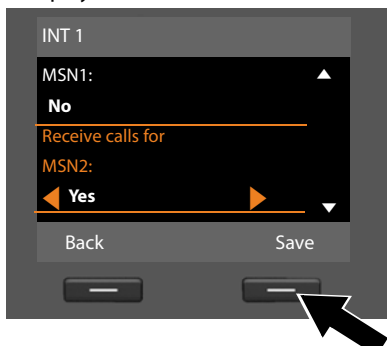 INT 1
MSN1:
No
Receive calls for
MSN2:
Yes
Back Save